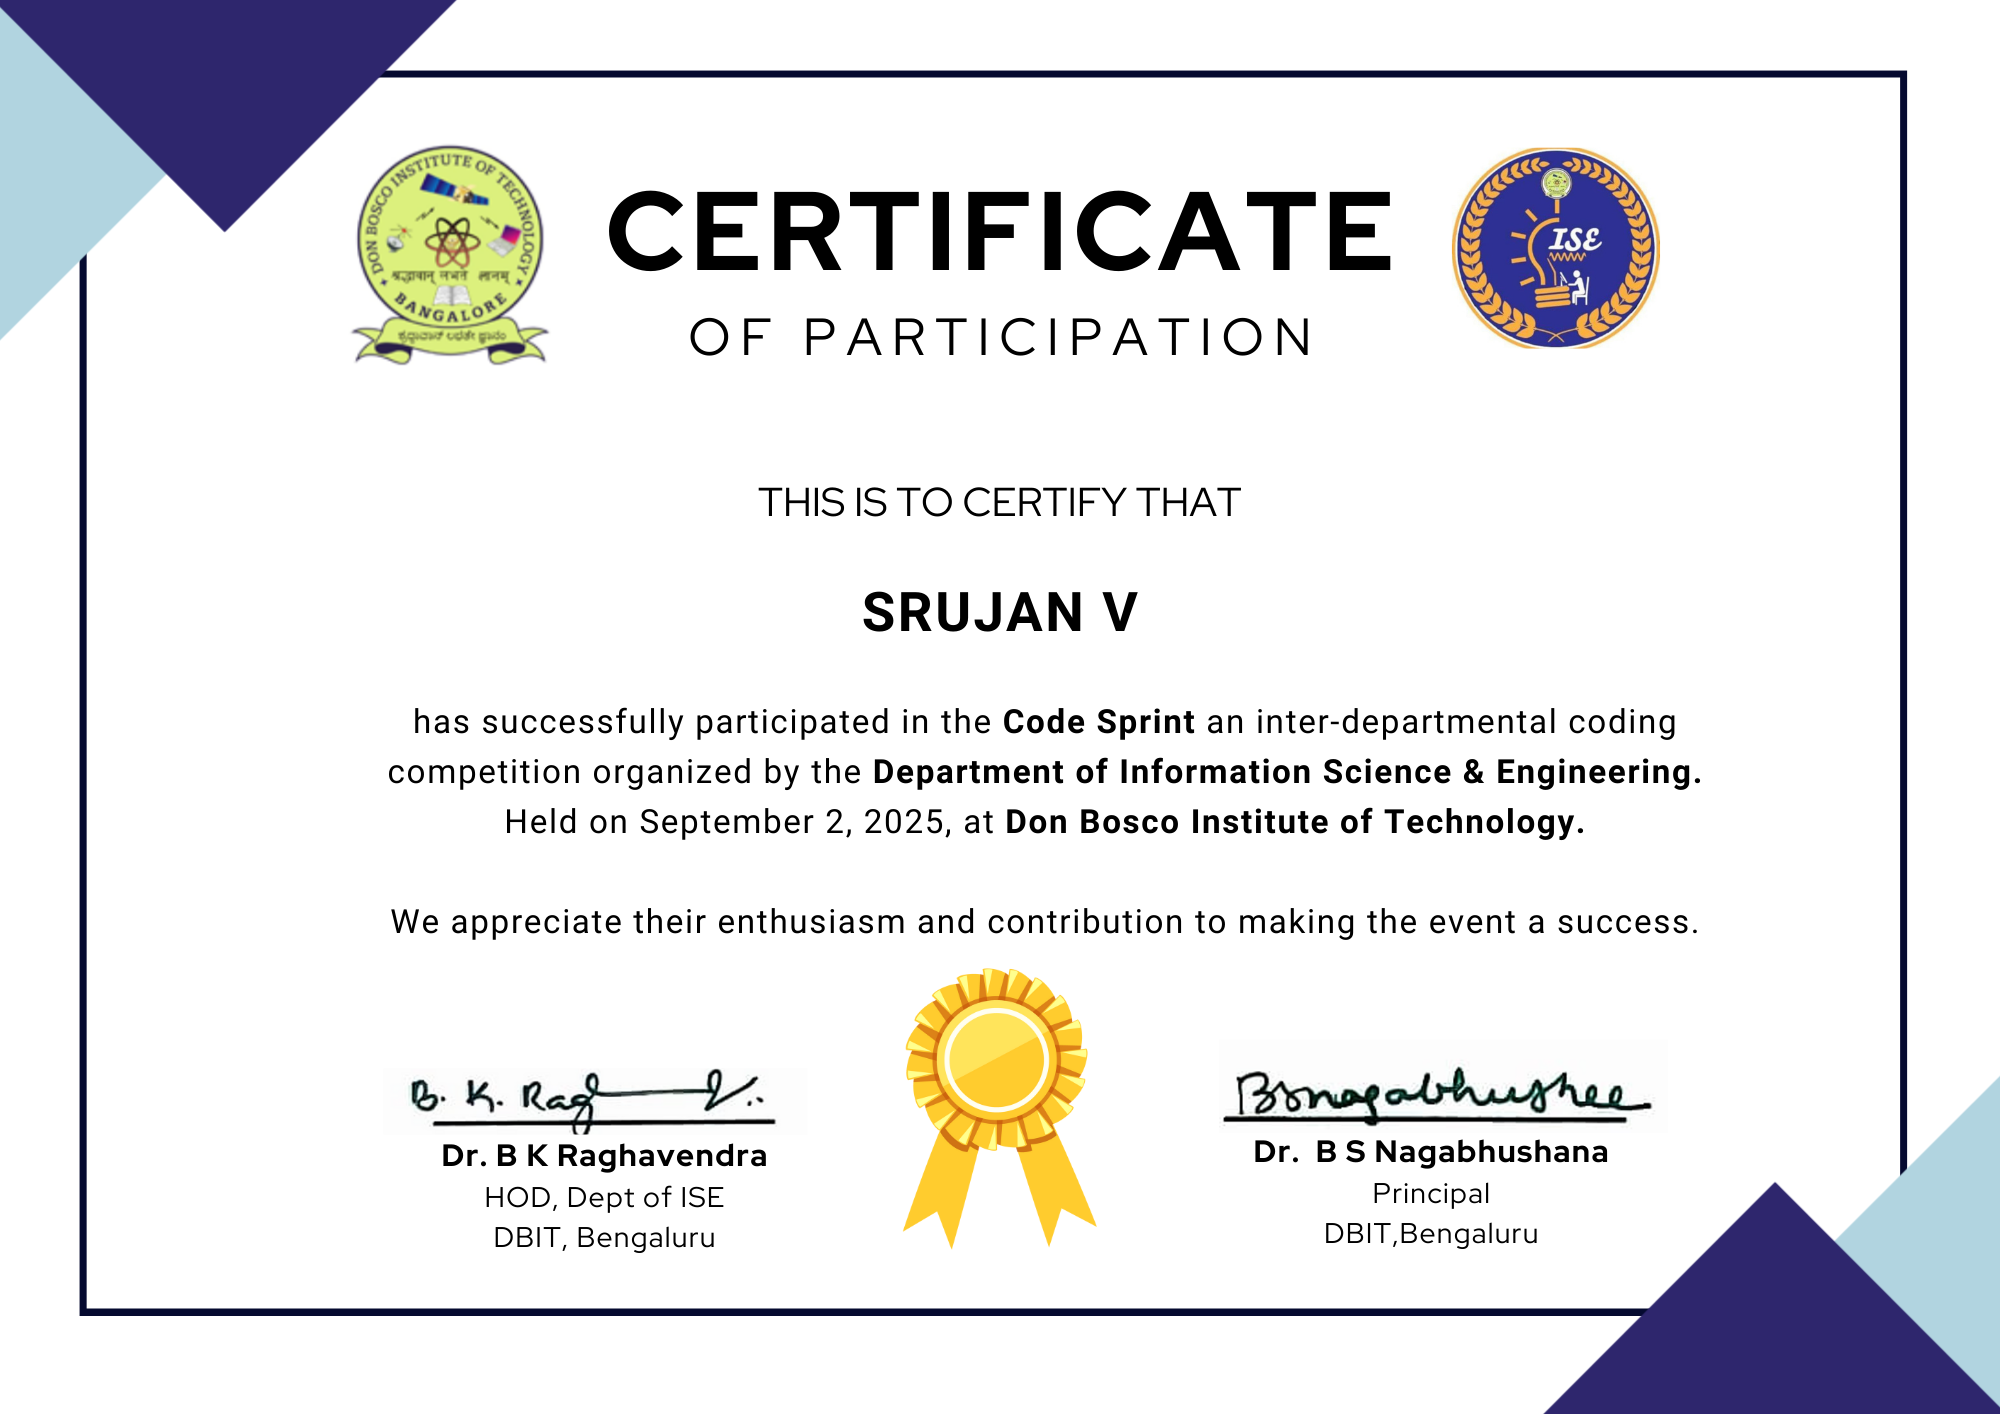 DON BOSCO INSTITUTE OF TECHNOLOGY
श्रद्धावान् लभते
BANGALORE
CERTIFICATE
OF PARTICIPATION
ISE
THIS IS TO CERTIFY THAT
SRUJAN V
has successfully participated in the Code Sprint an inter-departmental coding
competition organized by the Department of Information Science & Engineering.
Held on September 2, 2025, at Don Bosco Institute of Technology.
We appreciate their enthusiasm and contribution to making the event a success.
B. K. Rag
Dr. B K Raghavendra
HOD, Dept of ISE
DBIT, Bengaluru
Dr. B S Nagabhushana
Principal
DBIT,Bengaluru